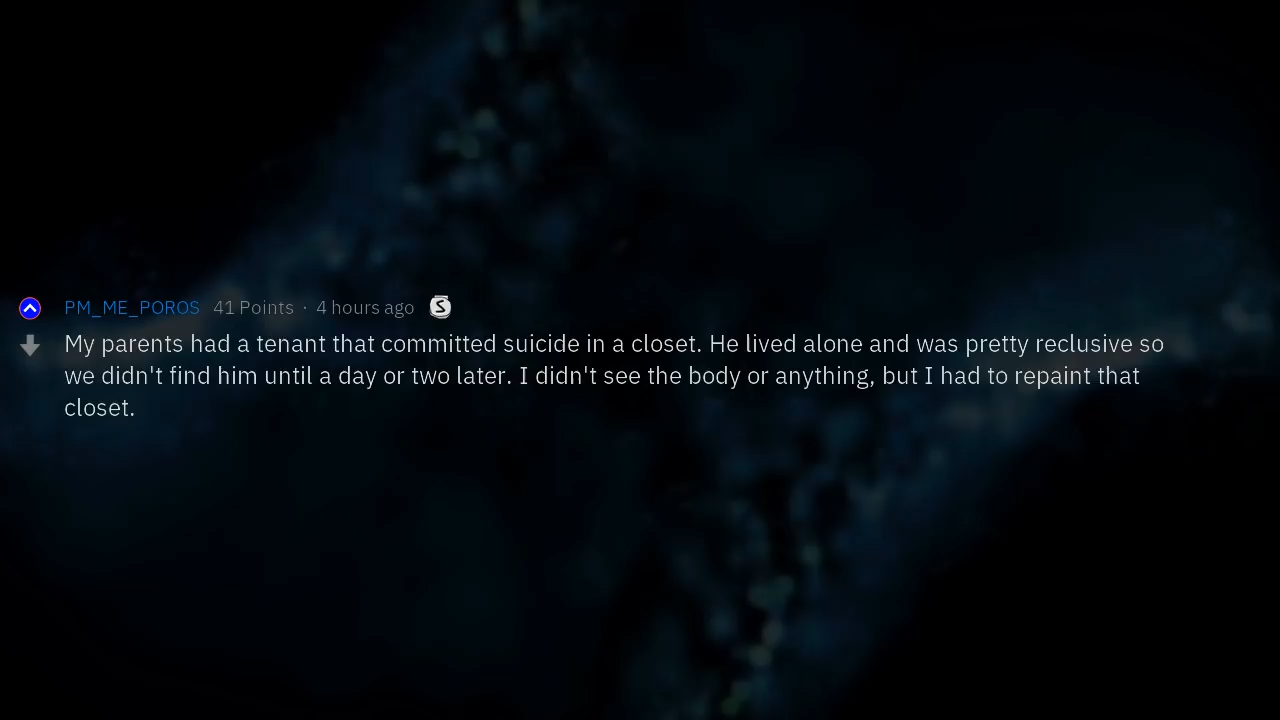 PM_ME_POROS 41 Points · 4 hours ago S
My parents had a tenant that committed suicide in a closet. He lived alone and was pretty reclusive so
we didn't find him until a day or two later. I didn't see the body or anything, but I had to repaint that
closet.